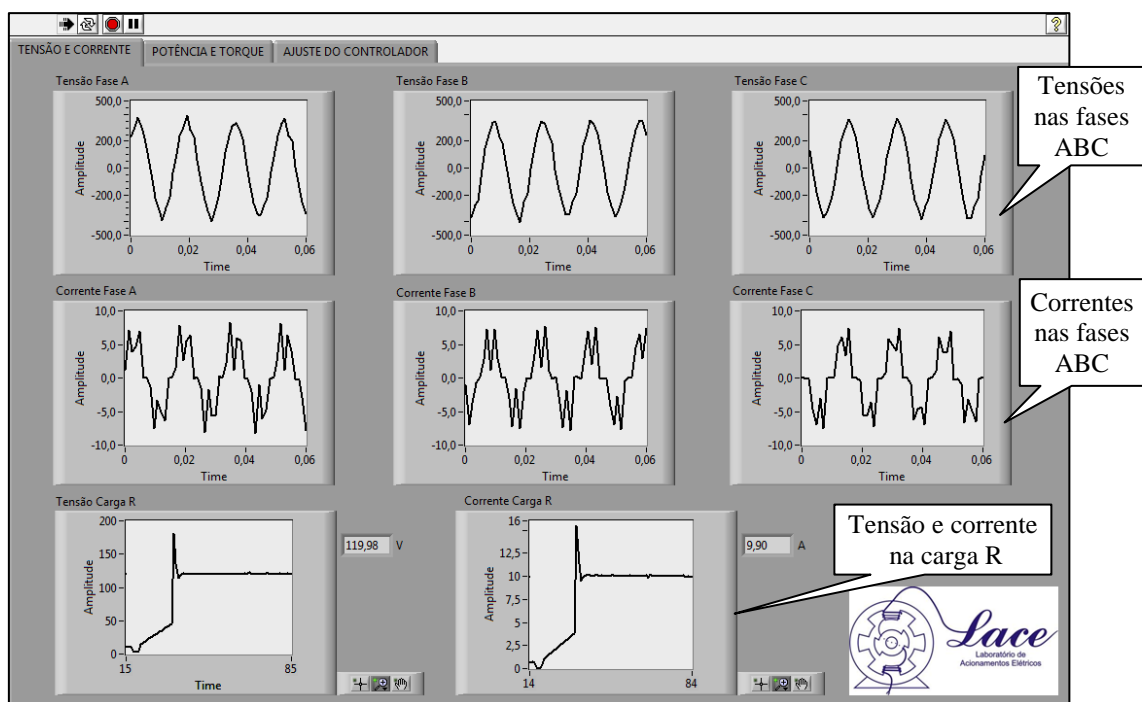 TENSÃO E CORRENTE
POTÊNCIA E TORQUE
AJUSTE DO CONTROLADOR
?
Tensão Fase A
500,0
200,0
0,0
-200,0
-500,0
Amplitude
0
0,02
0,04
0,06
Time
Tensão Fase B
500,0
200,0
0,0
-200,0
-500,0
Amplitude
0
0,02
0,04
0,06
Time
Tensão Fase C
500,0
200,0
0,0
-200,0
-500,0
Amplitude
0
0,02
0,04
0,06
Time
Tensões
nas fases
ABC
Corrente Fase A
10,0
5,0
0,0
-5,0
-10,0
Amplitude
0
0,02
0,04
0,06
Time
Corrente Fase B
10,0
5,0
0,0
-5,0
-10,0
Amplitude
0
0,02
0,04
0,06
Time
Corrente Fase C
10,0
5,0
0,0
-5,0
-10,0
Amplitude
0
0,02
0,04
0,06
Time
Correntes
nas fases
ABC
Tensão Carga R
200
150
100
50
0
Amplitude
15
85
Time
119,98 V
Corrente Carga R
16
12,5
10
7,5
5
2,5
0
Amplitude
14
84
9,90 A
Tensão e corrente
na carga R
Lace
Laboratório de
Acionamentos Elétricos